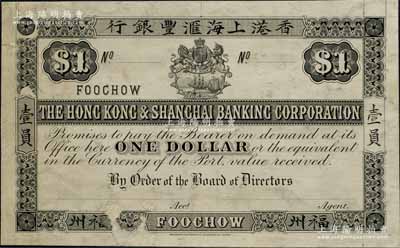 行銀豐滙海上港香
$1 No No $1
FOOCHOW
THE HONG KONG & SHANGHAI BANKING CORPORATION
壹員
壹員
Promises to pay the Bearer on demand at its
Office here ONE DOLLAR or the equivalent
in the Currency of the Port, value received.
By Order of the Board of Directors
Acct. Agent.
州福 FOOCHOW 州福